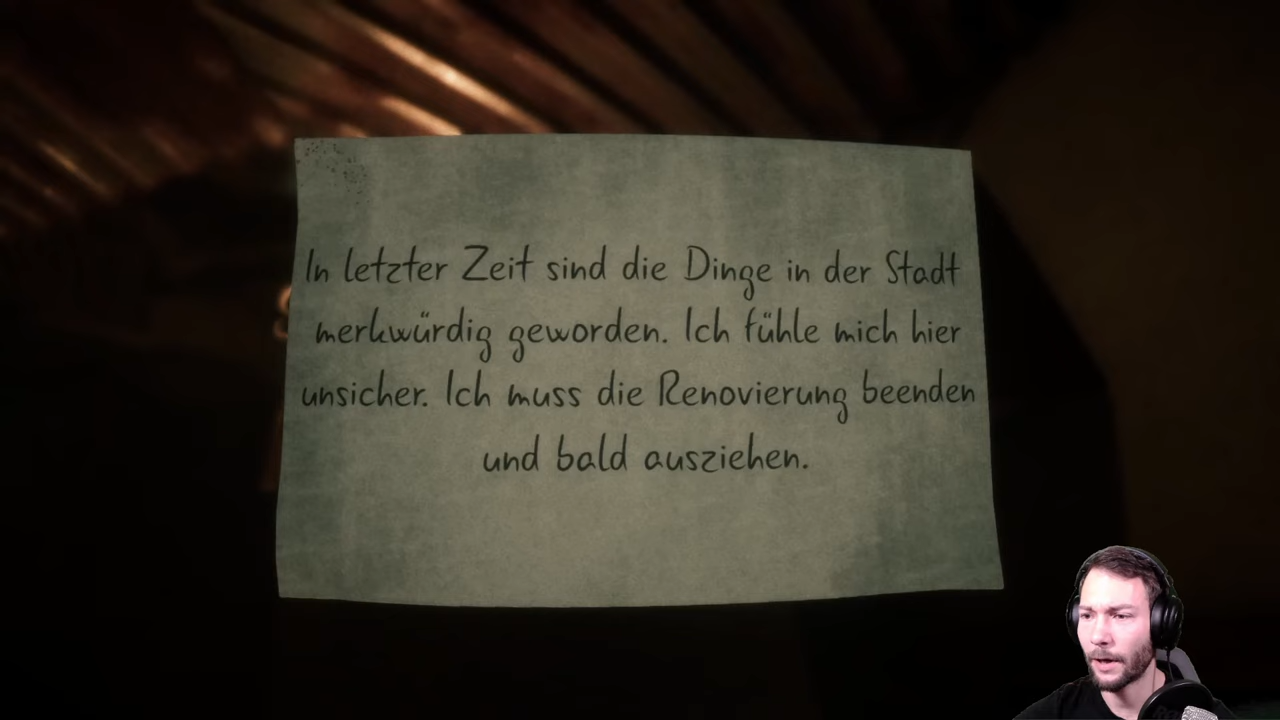 In letzter Zeit sind die Dinge in der Stadt
merkwürdig geworden. Ich fühle mich hier
unsicher. Ich muss die Renovierung beenden
und bald ausziehen.